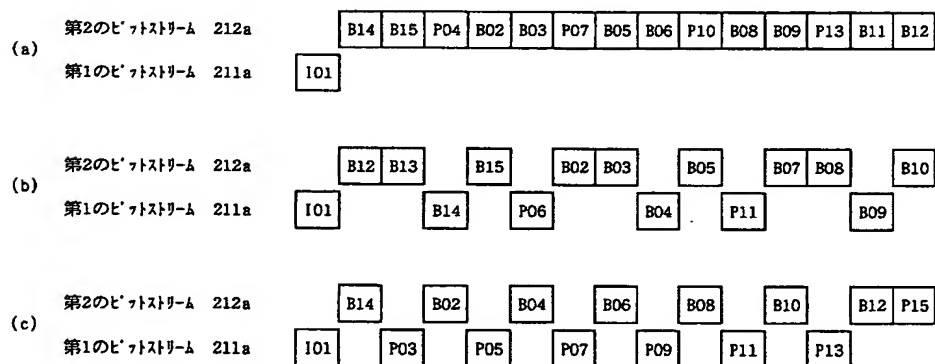 (a)
第2のビットストリーム 212a B14 B15 P04 B02 B03 P07 B05 B06 P10 B08 B09 P13 B11 B12
第1のビットストリーム 211a I01
(b)
第2のビットストリーム 212a B12 B13 B15 B02 B03 B05 B07 B08 B10
第1のビットストリーム 211a I01 B14 P06 B04 P11 B09
(c)
第2のビットストリーム 212a B14 B02 B04 B06 B08 B10 B12 P15
第1のビットストリーム 211a I01 P03 P05 P07 P09 P11 P13